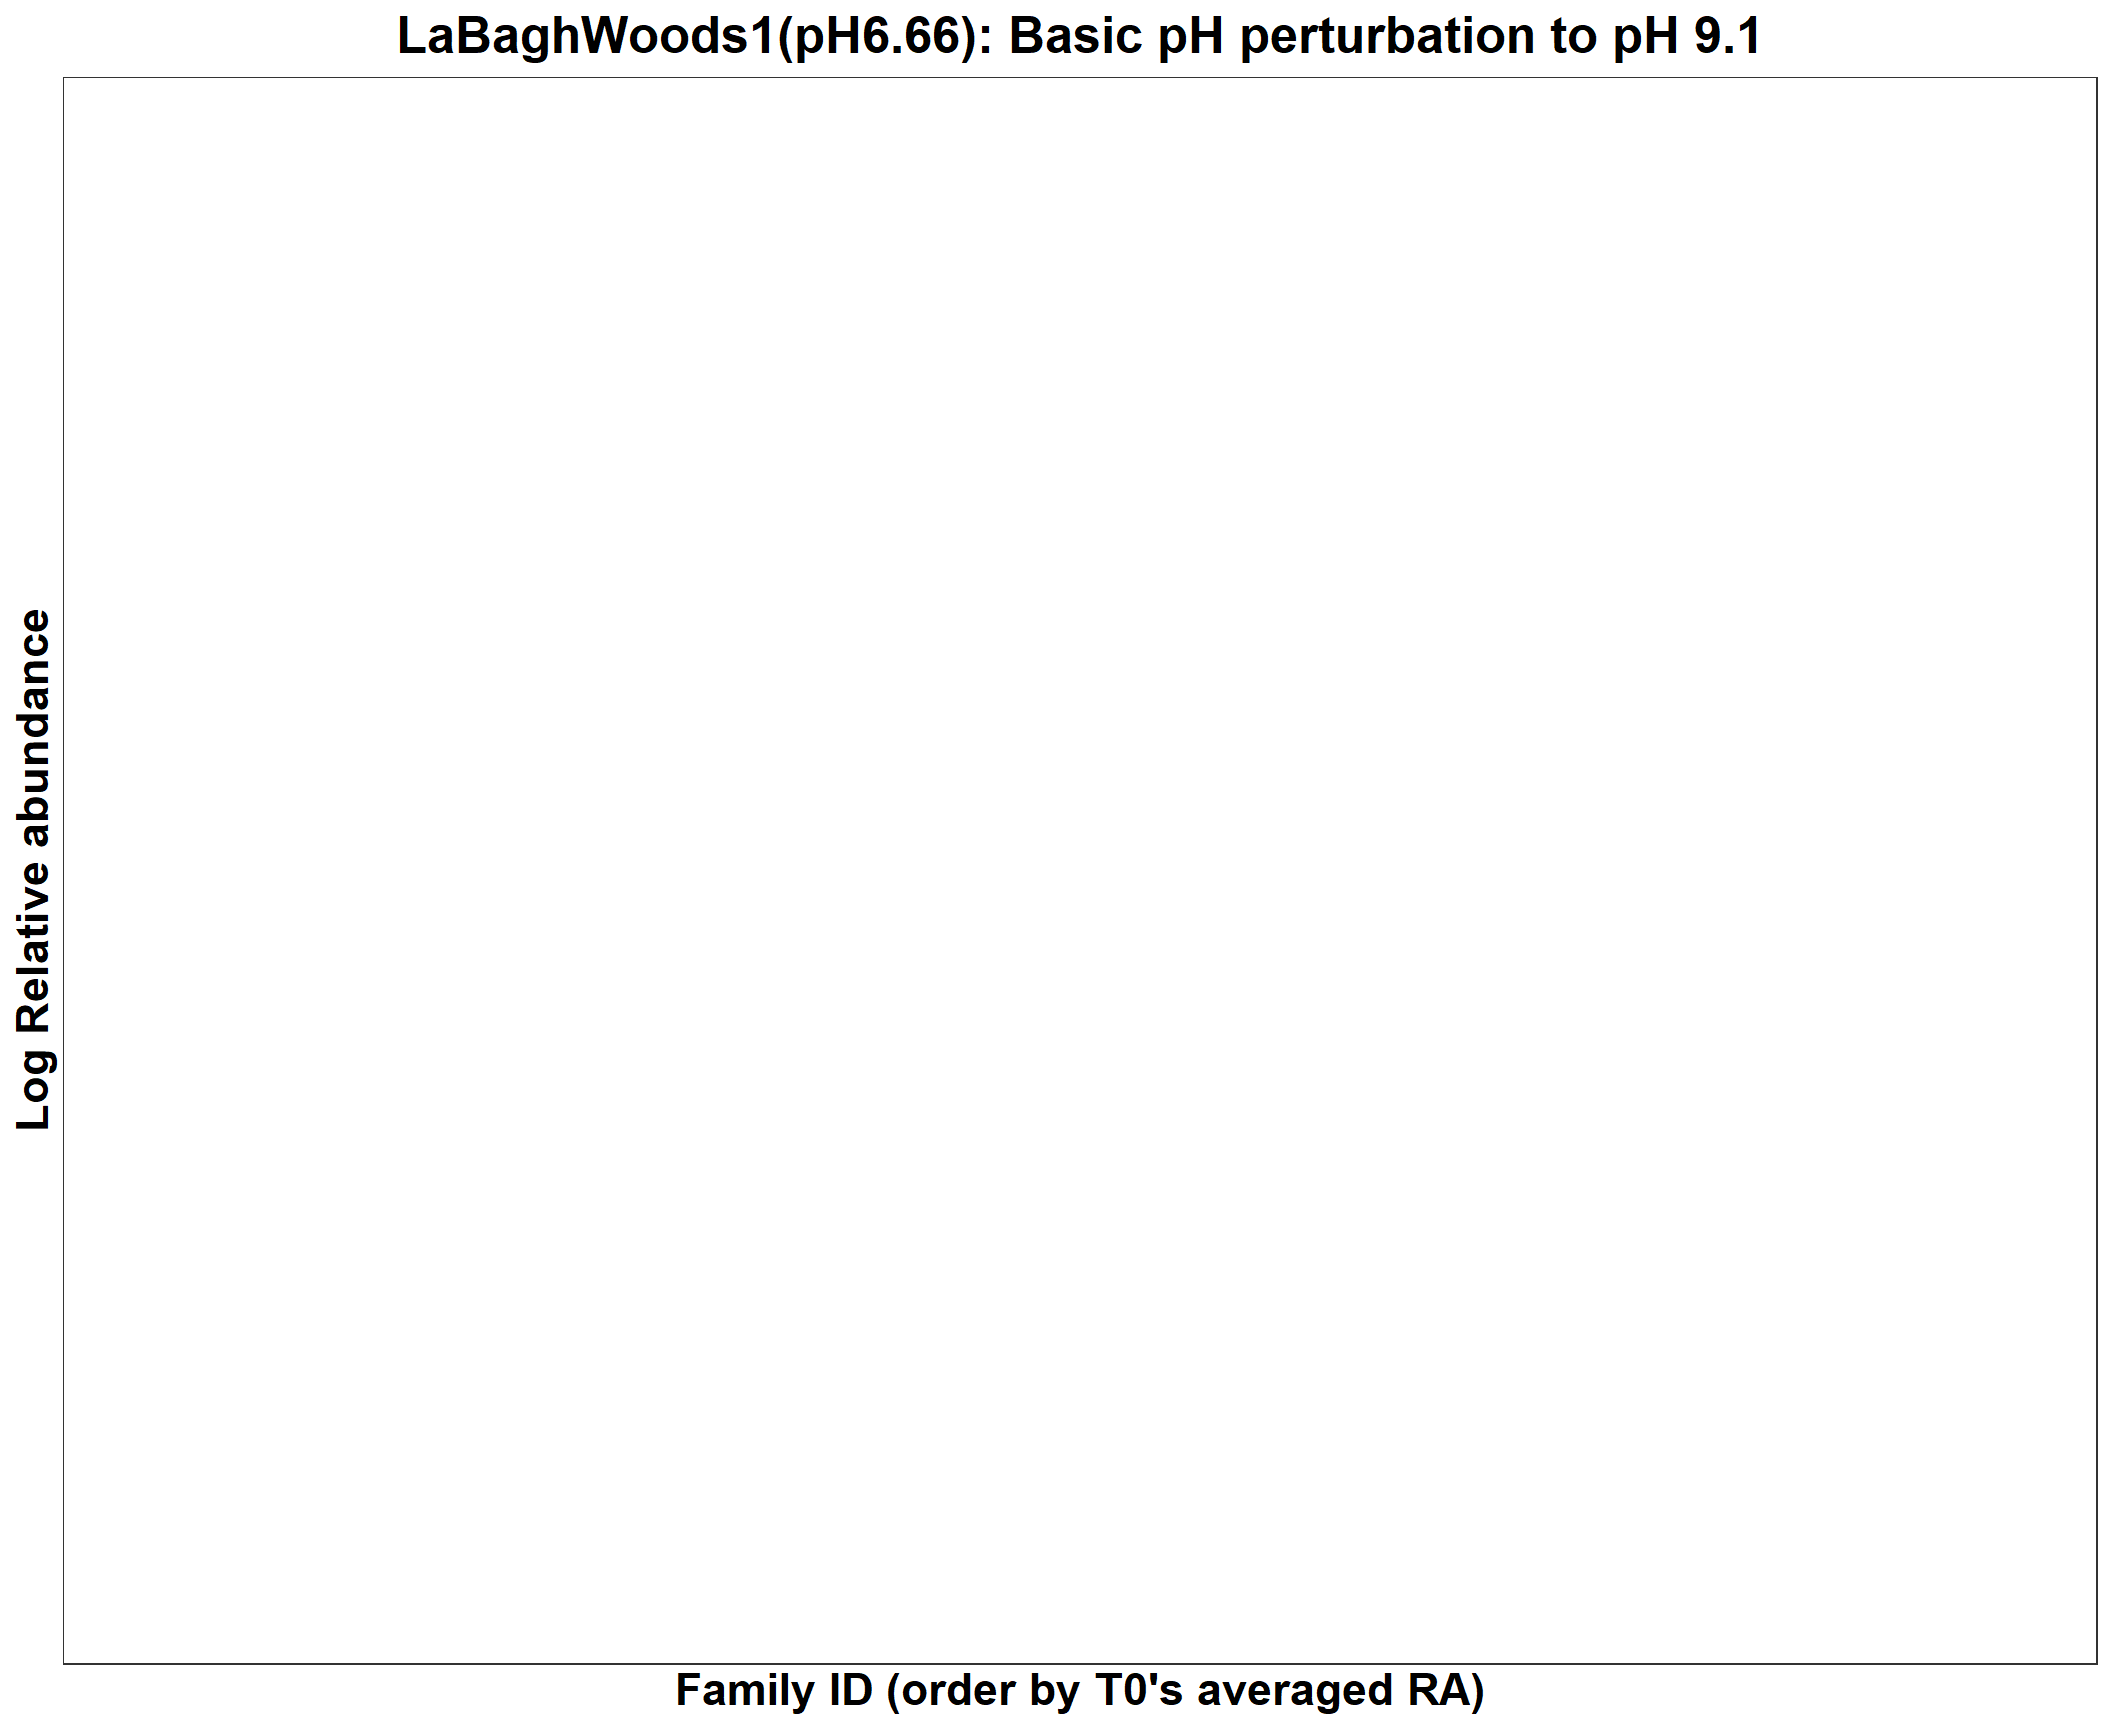 LaBaghWoods1(pH6.66): Basic pH perturbation to pH 9.1
Log Relative abundance
Family ID (order by T0's averaged RA)